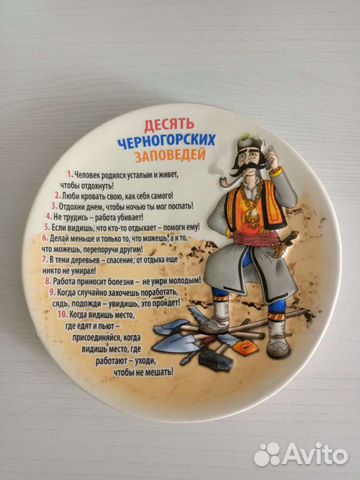 ДЕСЯТЬ
ЧЕРНОГОРСКИХ
ЗАПОВЕДЕЙ
1. Человек родился усталым и живет,
чтобы отдохнуть!
2. Люби кровать свою, как себя самого!
3. Отдохни днем, чтобы ночью ты мог поспать!
4. Не трудись – работа убивает!
5. Если видишь, что кто-то отдыхает – помоги ему!
6. Делай меньше и только то, что можешь, а и то, -
что можешь, перепоручи другим!
7. В тени деревьев – спасение, от отдыха еще
никто не умирал!
8. Работа приносит болезни – не умри молодым!
9. Когда случайно захочешь поработать,
сядь, подожди – увидишь, это пройдет!
10. Когда видишь место,
где едят и пьют –
присоединяйся, когда
видишь место, где
работают – уходи,
чтобы не мешать!
Avito